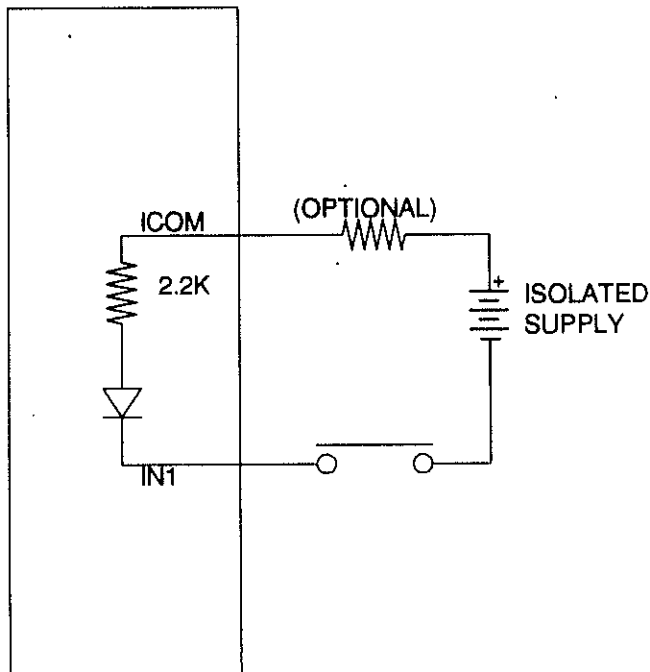 (OPTIONAL)
ICOM
2.2K
+
ISOLATED
SUPPLY
IN1